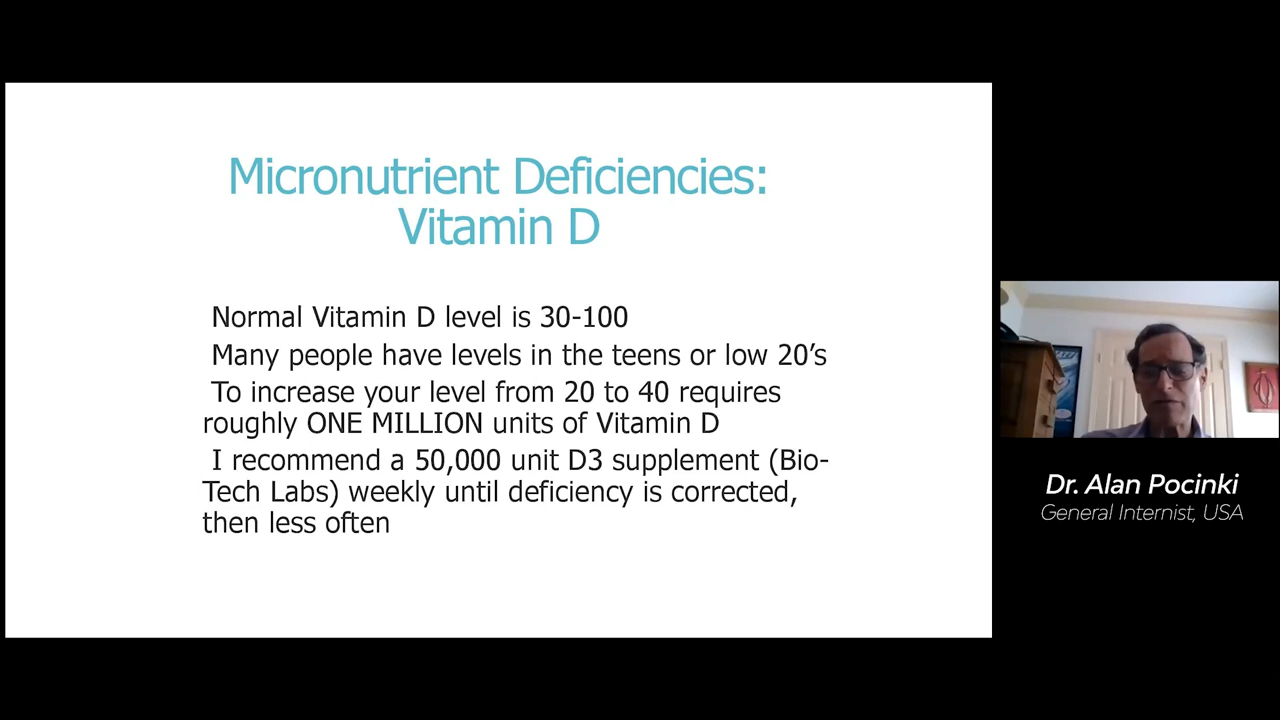 Micronutrient Deficiencies:
Vitamin D
Normal Vitamin D level is 30-100
Many people have levels in the teens or low 20’s
To increase your level from 20 to 40 requires
roughly ONE MILLION units of Vitamin D
I recommend a 50,000 unit D3 supplement (Bio-
Tech Labs) weekly until deficiency is corrected,
then less often
Dr. Alan Pocinki
General Internist, USA